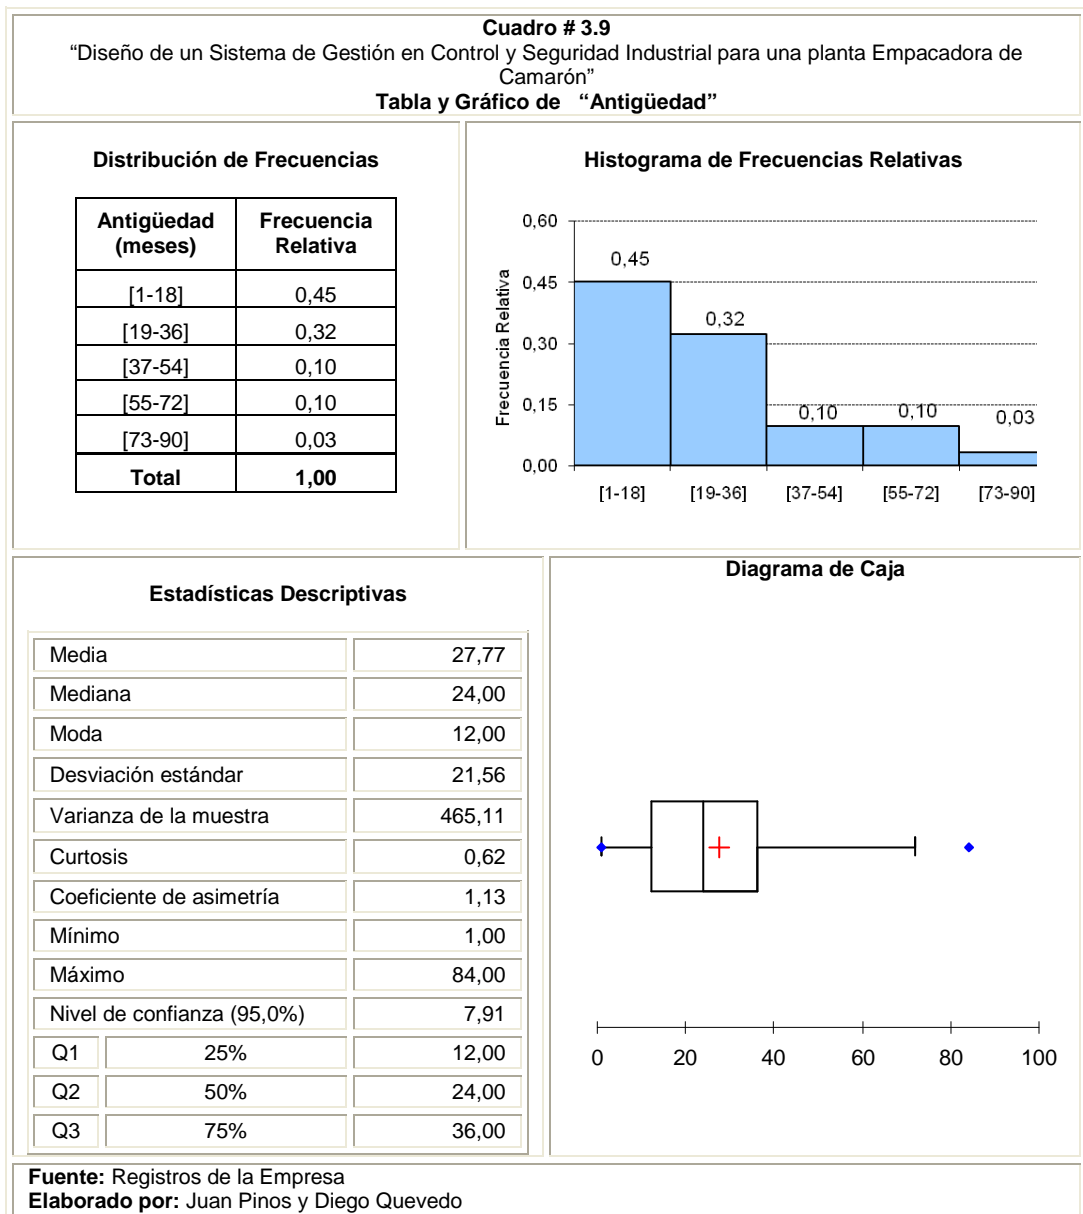 Cuadro # 3.9
“Diseño de un Sistema de Gestión en Control y Seguridad Industrial para una planta Empacadora de
Camarón”
Tabla y Gráfico de “Antigüedad”
Distribución de Frecuencias
Antigüedad (meses) Frecuencia Relativa
[1-18] 0,45
[19-36] 0,32
[37-54] 0,10
[55-72] 0,10
[73-90] 0,03
Total 1,00
Histograma de Frecuencias Relativas
Frecuencia Relativa
0,60
0,45
0,30
0,15
0,00
0,45
0,32
0,10
0,10
0,03
[1-18] [19-36] [37-54] [55-72] [73-90]
Estadísticas Descriptivas
Media 27,77
Mediana 24,00
Moda 12,00
Desviación estándar 21,56
Varianza de la muestra 465,11
Curtosis 0,62
Coeficiente de asimetría 1,13
Mínimo 1,00
Máximo 84,00
Nivel de confianza (95,0%) 7,91
Q1 25% 12,00
Q2 50% 24,00
Q3 75% 36,00
Diagrama de Caja
0 20 40 60 80 100
Fuente: Registros de la Empresa
Elaborado por: Juan Pinos y Diego Quevedo